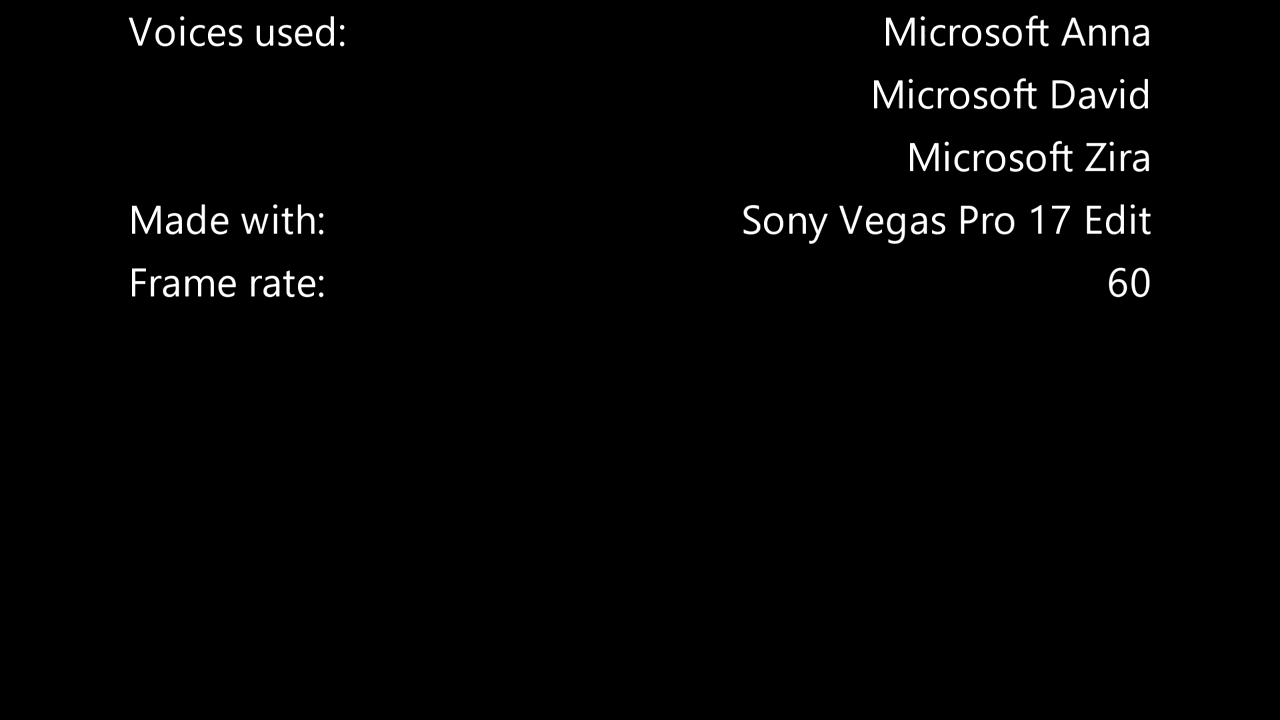 Voices used: Microsoft Anna
Microsoft David
Microsoft Zira
Made with: Sony Vegas Pro 17 Edit
Frame rate: 60